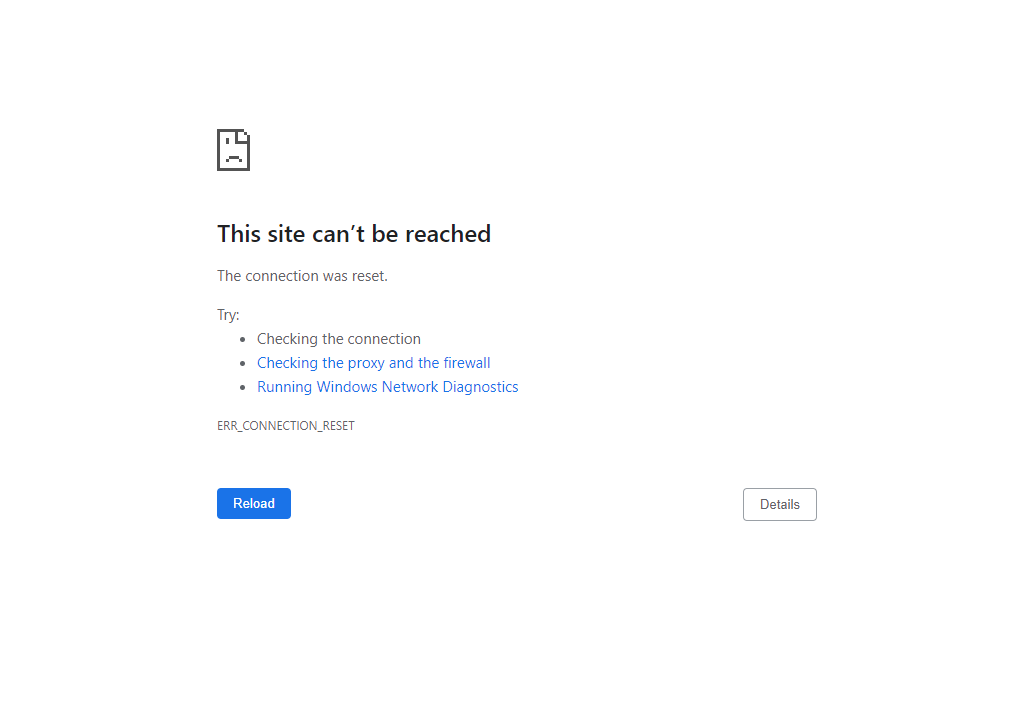 This site can’t be reached
The connection was reset.
Try:
Checking the connection
Checking the proxy and the firewall
Running Windows Network Diagnostics
ERR_CONNECTION_RESET
Reload
Details